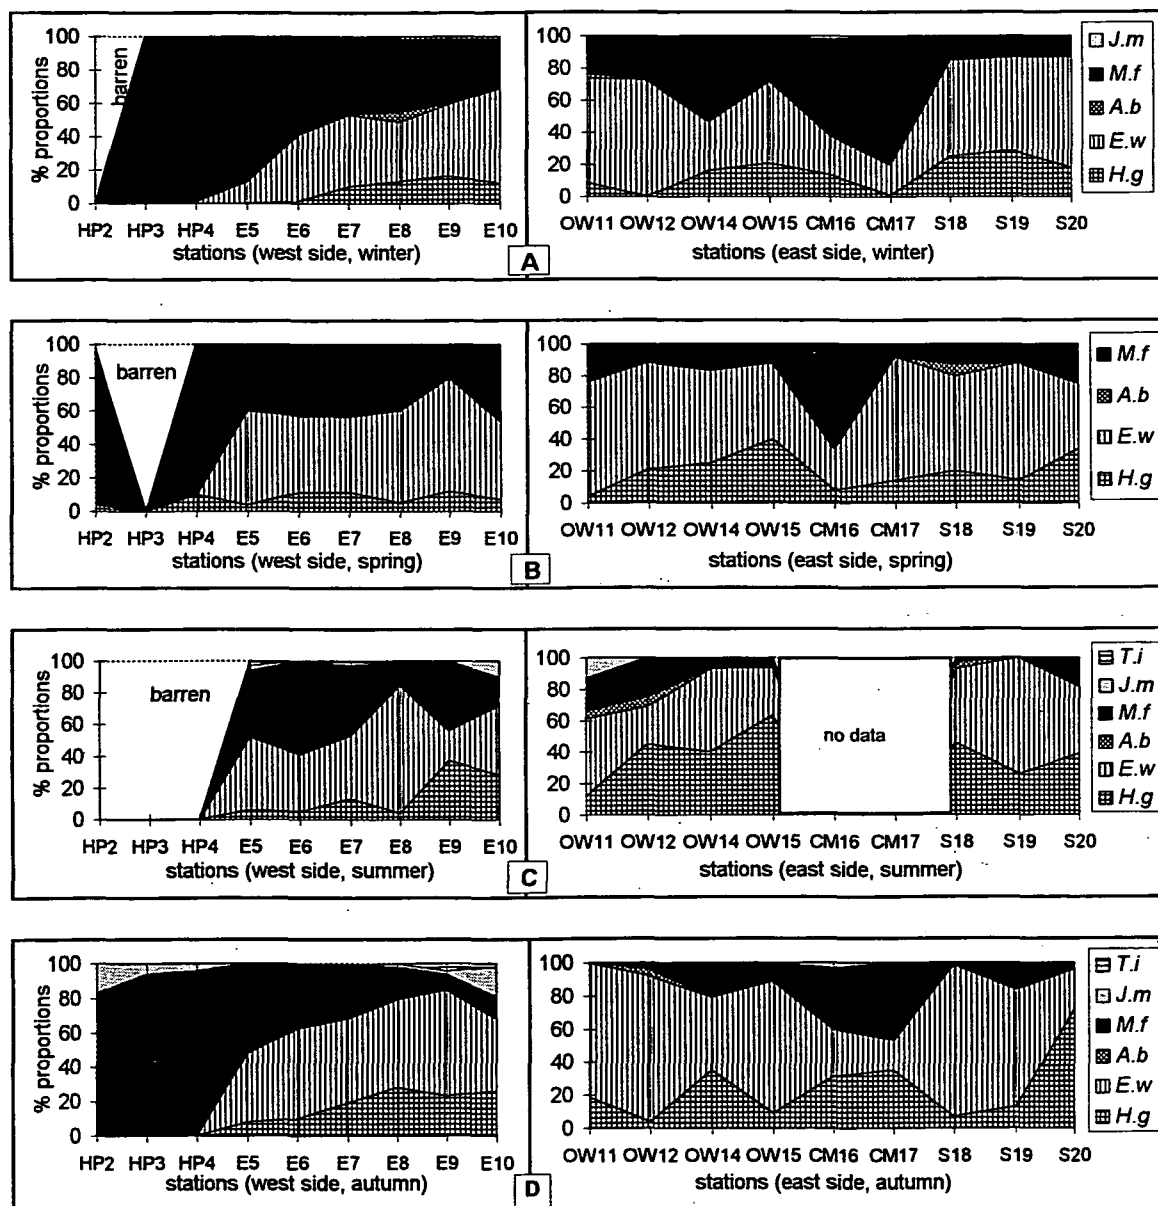 % proportions
100
80
60
40
20
0
barren
HP2 HP3 HP4 E5 E6 E7 E8 E9 E10
stations (west side, winter)
100
80
60
40
20
0
OW11 OW12 OW14 OW15 CM16 CM17 S18 S19 S20
stations (east side, winter)
J.m
M.f
A.b
E.w
H.g
A
% proportions
100
80
60
40
20
0
barren
HP2 HP3 HP4 E5 E6 E7 E8 E9 E10
stations (west side, spring)
100
80
60
40
20
0
OW11 OW12 OW14 OW15 CM16 CM17 S18 S19 S20
stations (east side, spring)
M.f
A.b
E.w
H.g
B
% proportions
100
80
60
40
20
0
barren
HP2 HP3 HP4 E5 E6 E7 E8 E9 E10
stations (west side, summer)
100
80
60
40
20
0
no data
OW11 OW12 OW14 OW15 CM16 CM17 S18 S19 S20
stations (east side, summer)
T.i
J.m
M.f
A.b
E.w
H.g
C
% proportions
100
80
60
40
20
0
HP2 HP3 HP4 E5 E6 E7 E8 E9 E10
stations (west side, autumn)
100
80
60
40
20
0
OW11 OW12 OW14 OW15 CM16 CM17 S18 S19 S20
stations (east side, autumn)
T.i
J.m
M.f
A.b
E.w
H.g
D